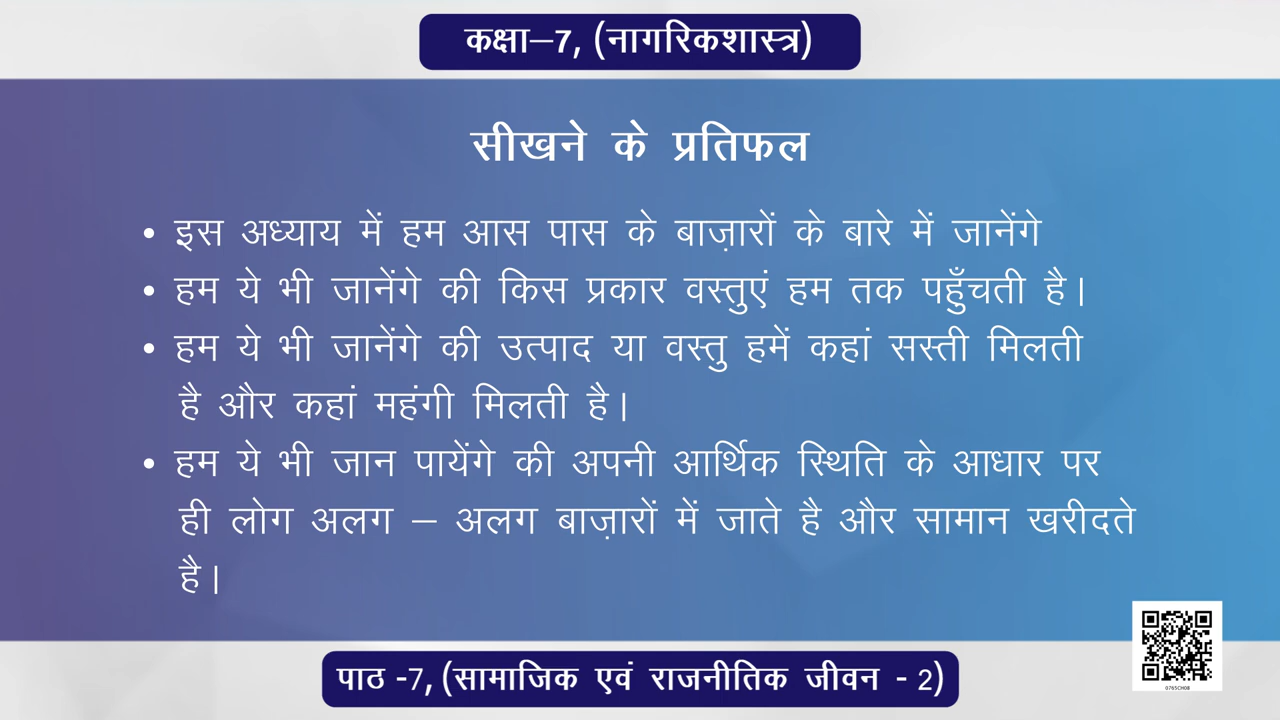 कक्षा–7, (नागरिकशास्त्र)
सीखने के प्रतिफल
• इस अध्याय में हम आस पास के बाज़ारों के बारे में जानेंगे
• हम ये भी जानेंगे की किस प्रकार वस्तुएं हम तक पहुँचती है।
• हम ये भी जानेंगे की उत्पाद या वस्तु हमें कहां सस्ती मिलती
है और कहां महंगी मिलती है।
• हम ये भी जान पायेंगे की अपनी आर्थिक स्थिति के आधार पर
ही लोग अलग – अलग बाज़ारों में जाते है और सामान खरीदते
है।
0765CH08
पाठ -7, (सामाजिक एवं राजनीतिक जीवन - 2)